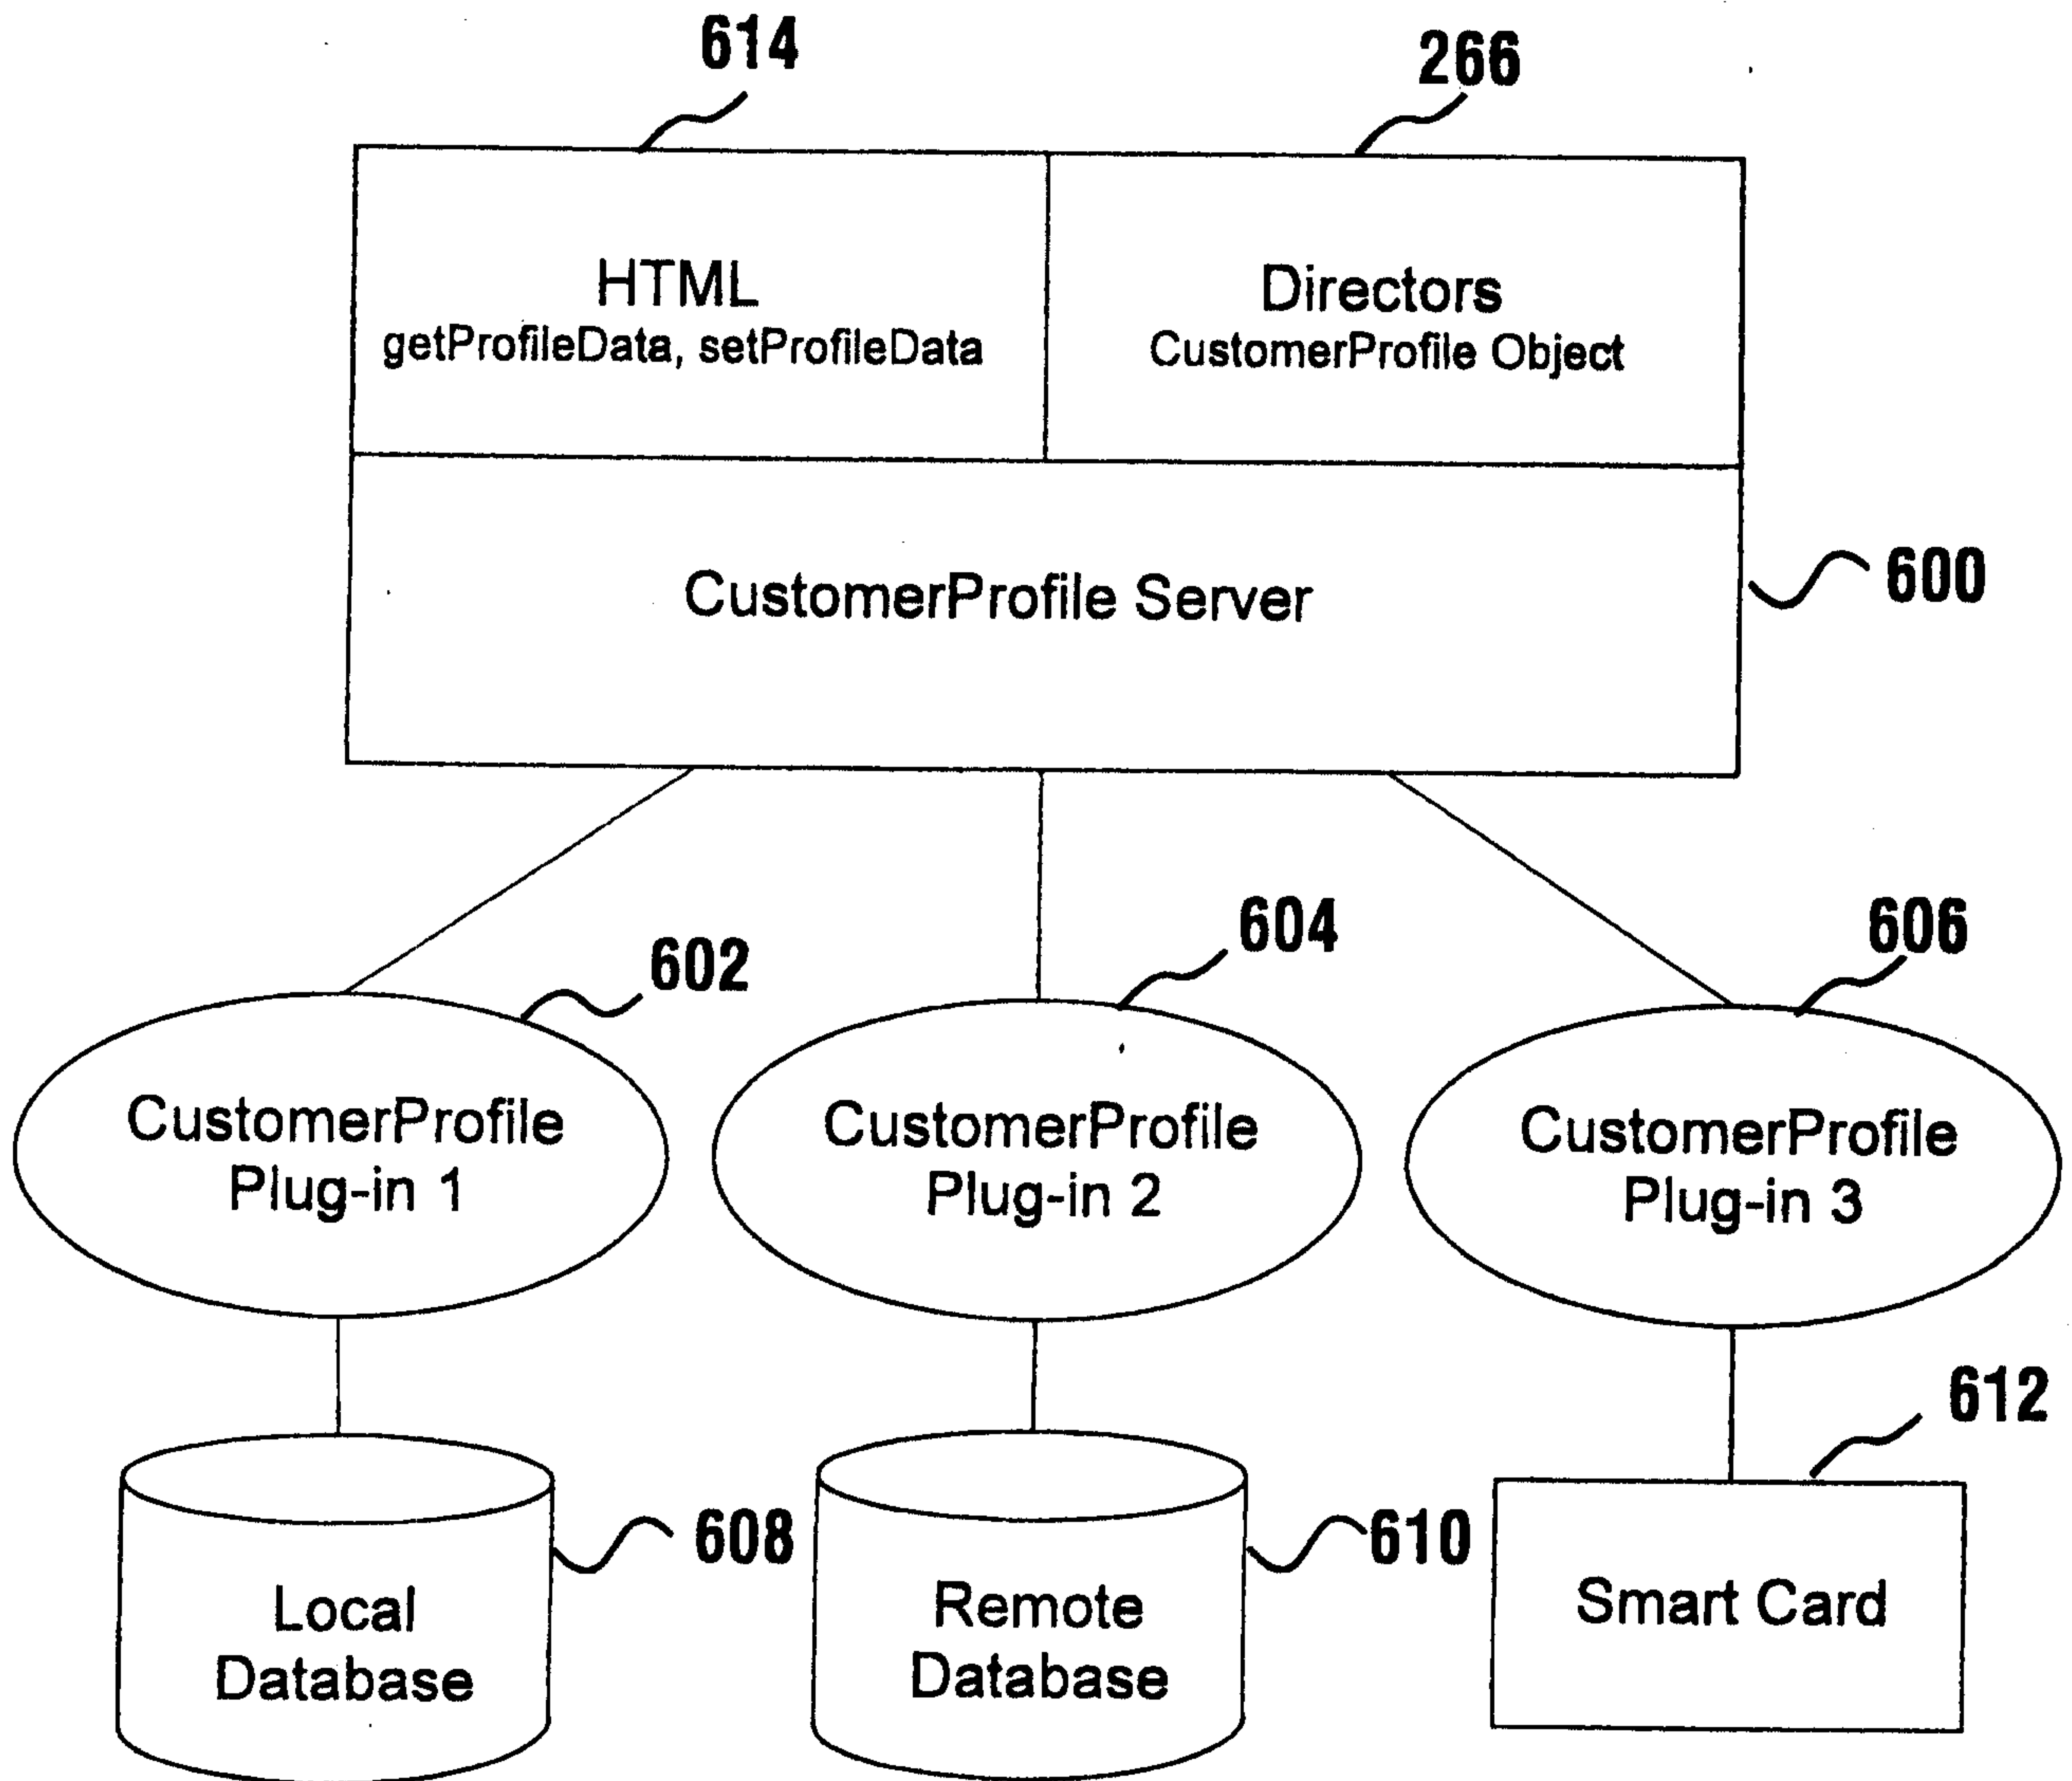 614
266
HTML
getProfileData, setProfileData
Directors
CustomerProfile Object
CustomerProfile Server
600
602
604
606
CustomerProfile
Plug-in 1
CustomerProfile
Plug-in 2
CustomerProfile
Plug-in 3
612
608
610
Local
Database
Remote
Database
Smart Card